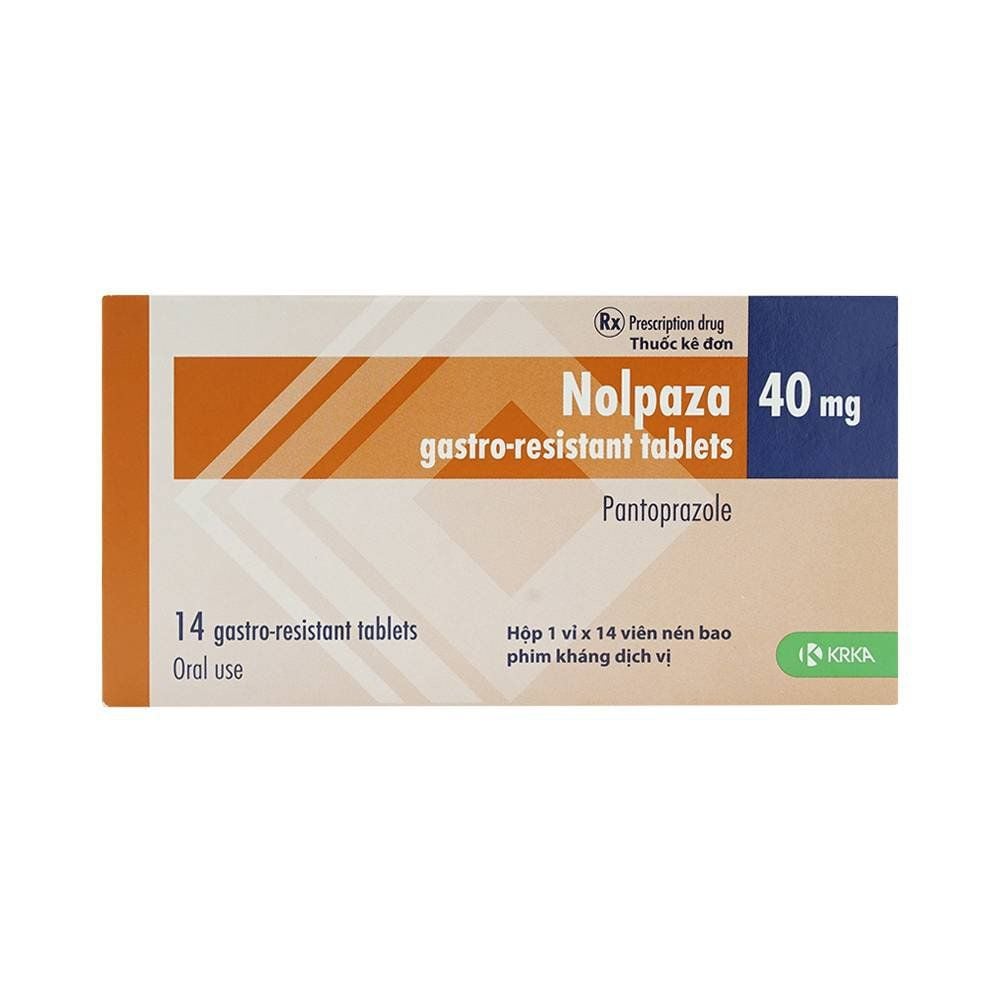 Rx Prescription drug
Thuốc kê đơn
Nolpaza 40 mg
gastro-resistant tablets
Pantoprazole
14 gastro-resistant tablets
Oral use
Hộp 1 vỉ x 14 viên nén bao
phim kháng dịch vị
KRKA